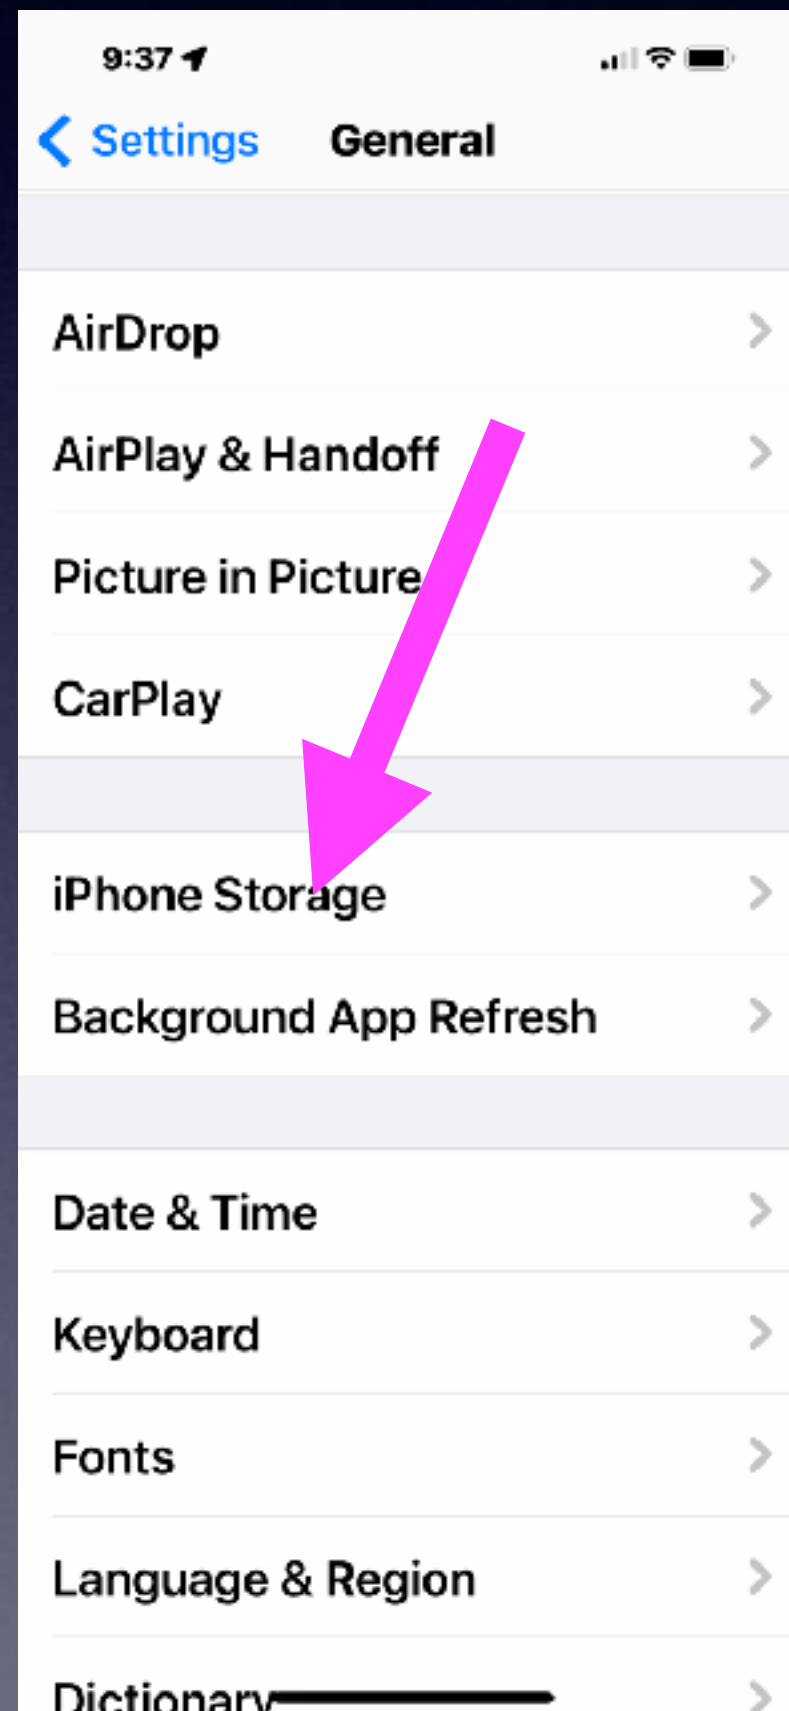 9:37
Settings General
AirDrop
AirPlay & Handoff
Picture in Picture
CarPlay
iPhone Storage
Background App Refresh
Date & Time
Keyboard
Fonts
Language & Region
Dictionary